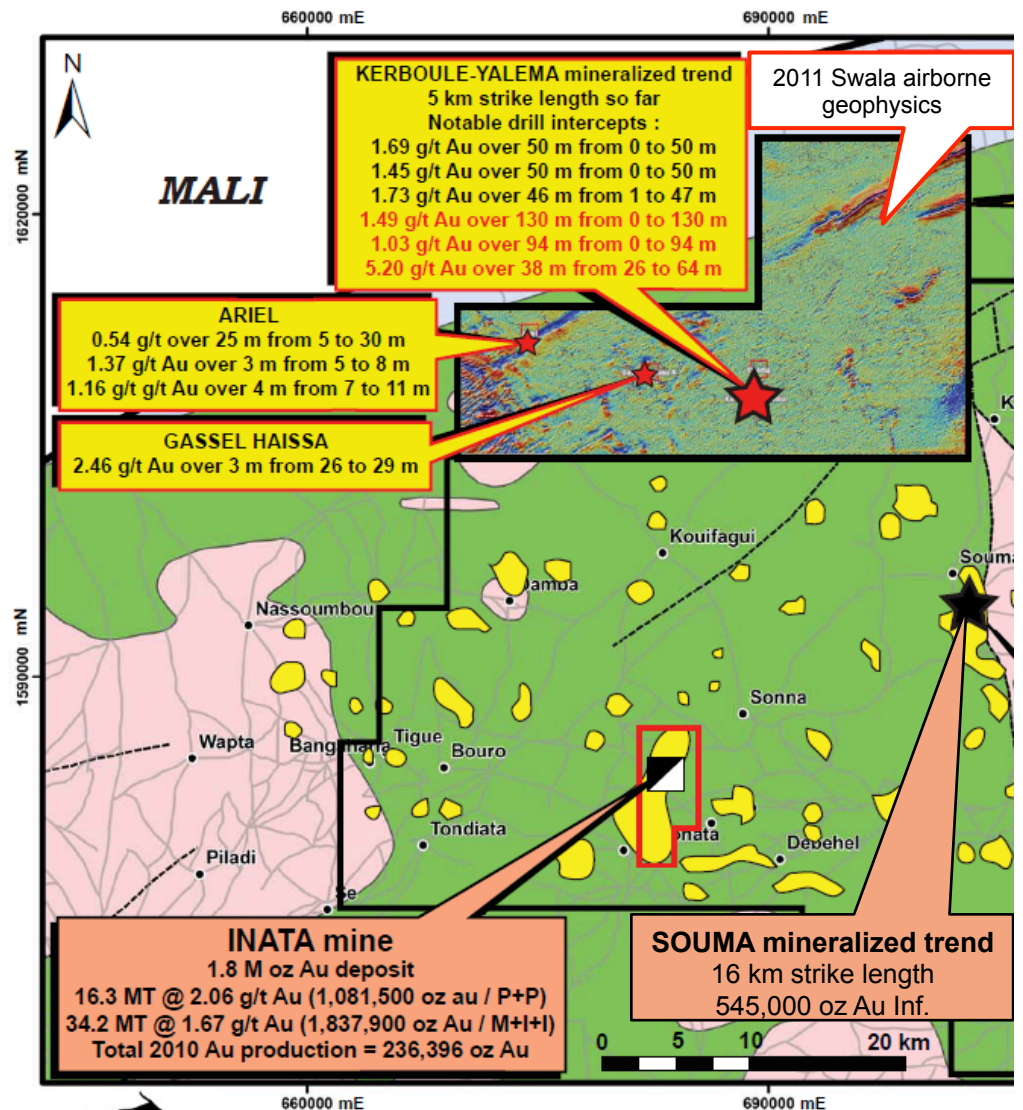 660000 mE
690000 mE
N
1620000 mN
1590000 mN
MALI
KERBOULE-YALEMA mineralized trend
5 km strike length so far
Notable drill intercepts :
1.69 g/t Au over 50 m from 0 to 50 m
1.45 g/t Au over 50 m from 0 to 50 m
1.73 g/t Au over 46 m from 1 to 47 m
1.49 g/t Au over 130 m from 0 to 130 m
1.03 g/t Au over 94 m from 0 to 94 m
5.20 g/t Au over 38 m from 26 to 64 m
2011 Swala airborne
geophysics
ARIEL
0.54 g/t over 25 m from 5 to 30 m
1.37 g/t Au over 3 m from 5 to 8 m
1.16 g/t g/t Au over 4 m from 7 to 11 m
GASSEL HAISSA
2.46 g/t Au over 3 m from 26 to 29 m
K
Kouifagui
Souma
Damba
Nassoumbou
Sonna
Wapta
Tigue
Bouro
Tondiata
Debehel
Piladi
Se
INATA mine
1.8 M oz Au deposit
16.3 MT @ 2.06 g/t Au (1,081,500 oz au / P+P)
34.2 MT @ 1.67 g/t Au (1,837,900 oz Au / M+I+I)
Total 2010 Au production = 236,396 oz Au
SOUMA mineralized trend
16 km strike length
545,000 oz Au Inf.
0 5 10 20 km
660000 mE
690000 mE